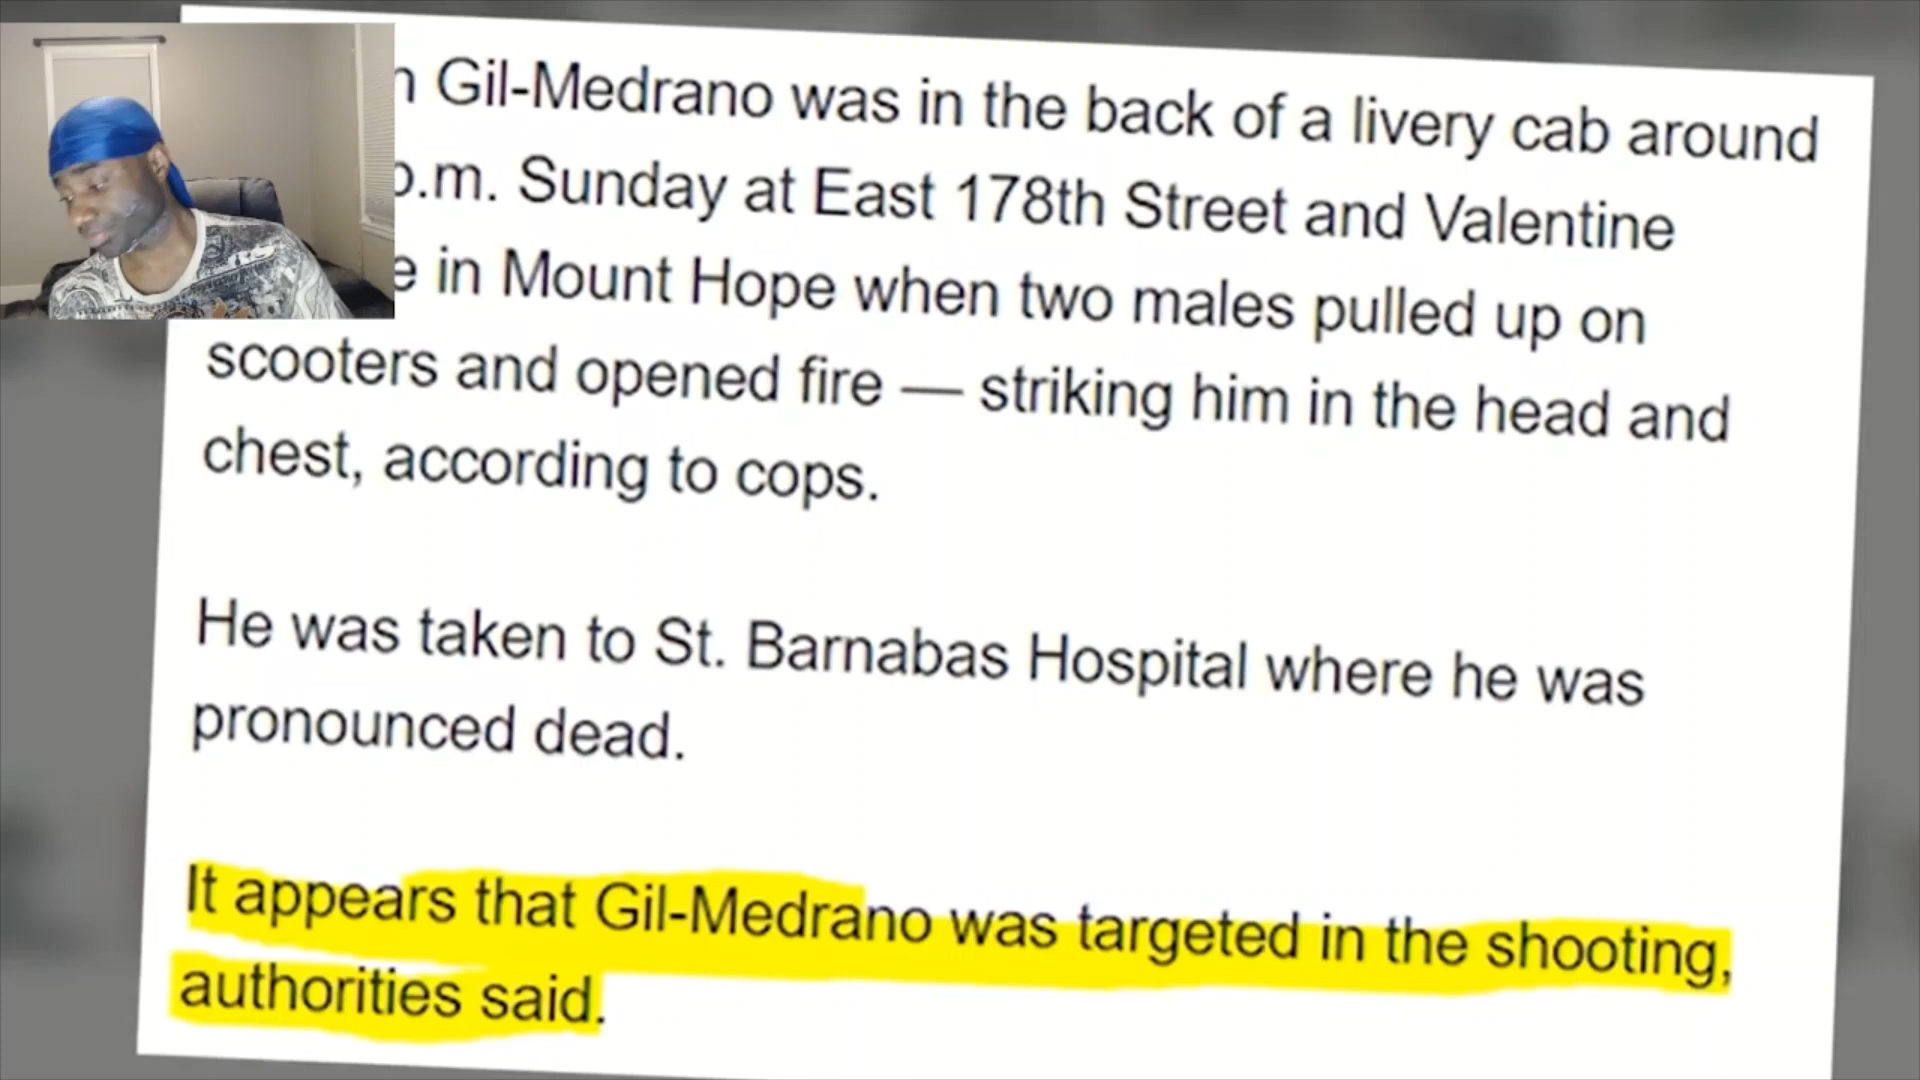 Gil-Medrano was in the back of a livery cab around
p.m. Sunday at East 178th Street and Valentine
in Mount Hope when two males pulled up on
scooters and opened fire — striking him in the head and
chest, according to cops.
He was taken to St. Barnabas Hospital where he was
pronounced dead.
It appears that Gil-Medrano was targeted in the shooting,
authorities said.